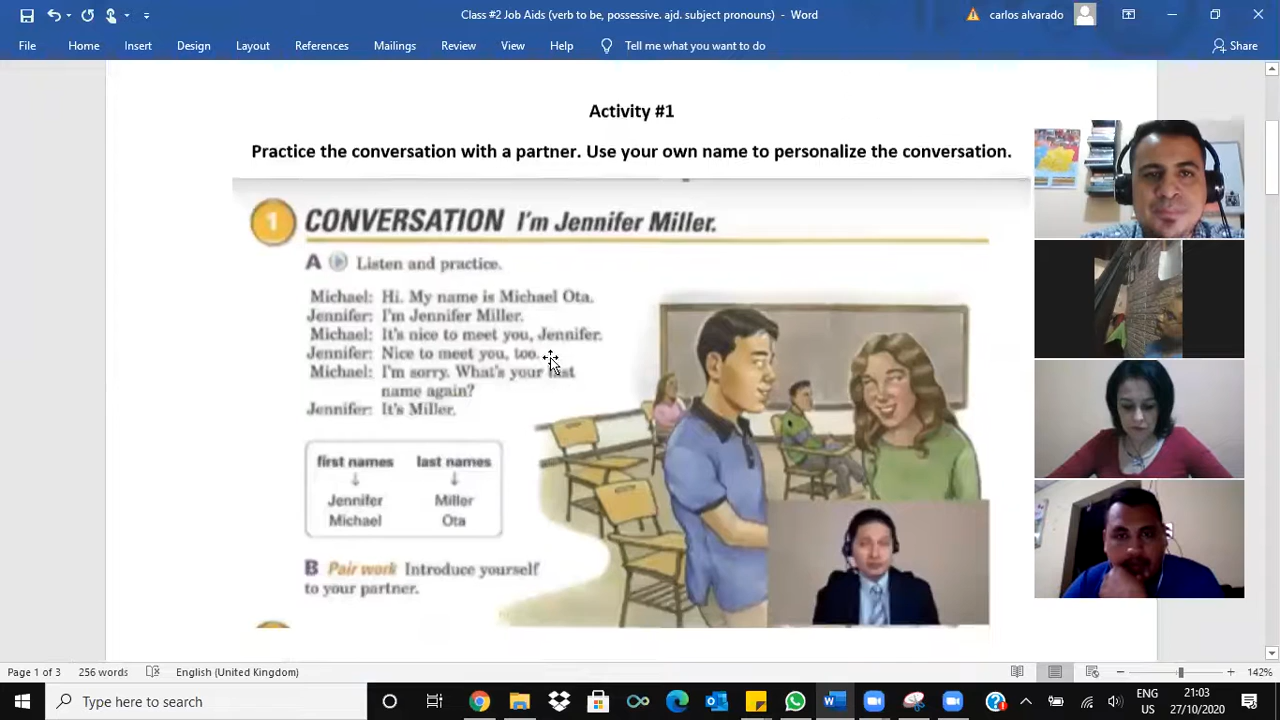 Class #2 Job Aids (verb to be, possessive. ajd. subject pronouns) - Word
carlos alvarado
File Home Insert Design Layout References Mailings Review View Help Tell me what you want to do Share
Activity #1
Practice the conversation with a partner. Use your own name to personalize the conversation.
1 CONVERSATION I'm Jennifer Miller.
A Listen and practice.
Michael: Hi. My name is Michael Ota.
Jennifer: I'm Jennifer Miller.
Michael: It's nice to meet you, Jennifer.
Jennifer: Nice to meet you, too.
Michael: I'm sorry. What's your last
name again?
Jennifer: It's Miller.
first names last names
↓ ↓
Jennifer Miller
Michael Ota
B Pair work Introduce yourself
to your partner.
Page 1 of 3 256 words English (United Kingdom) 142%
Type here to search
ENG 21:03
US 27/10/2020